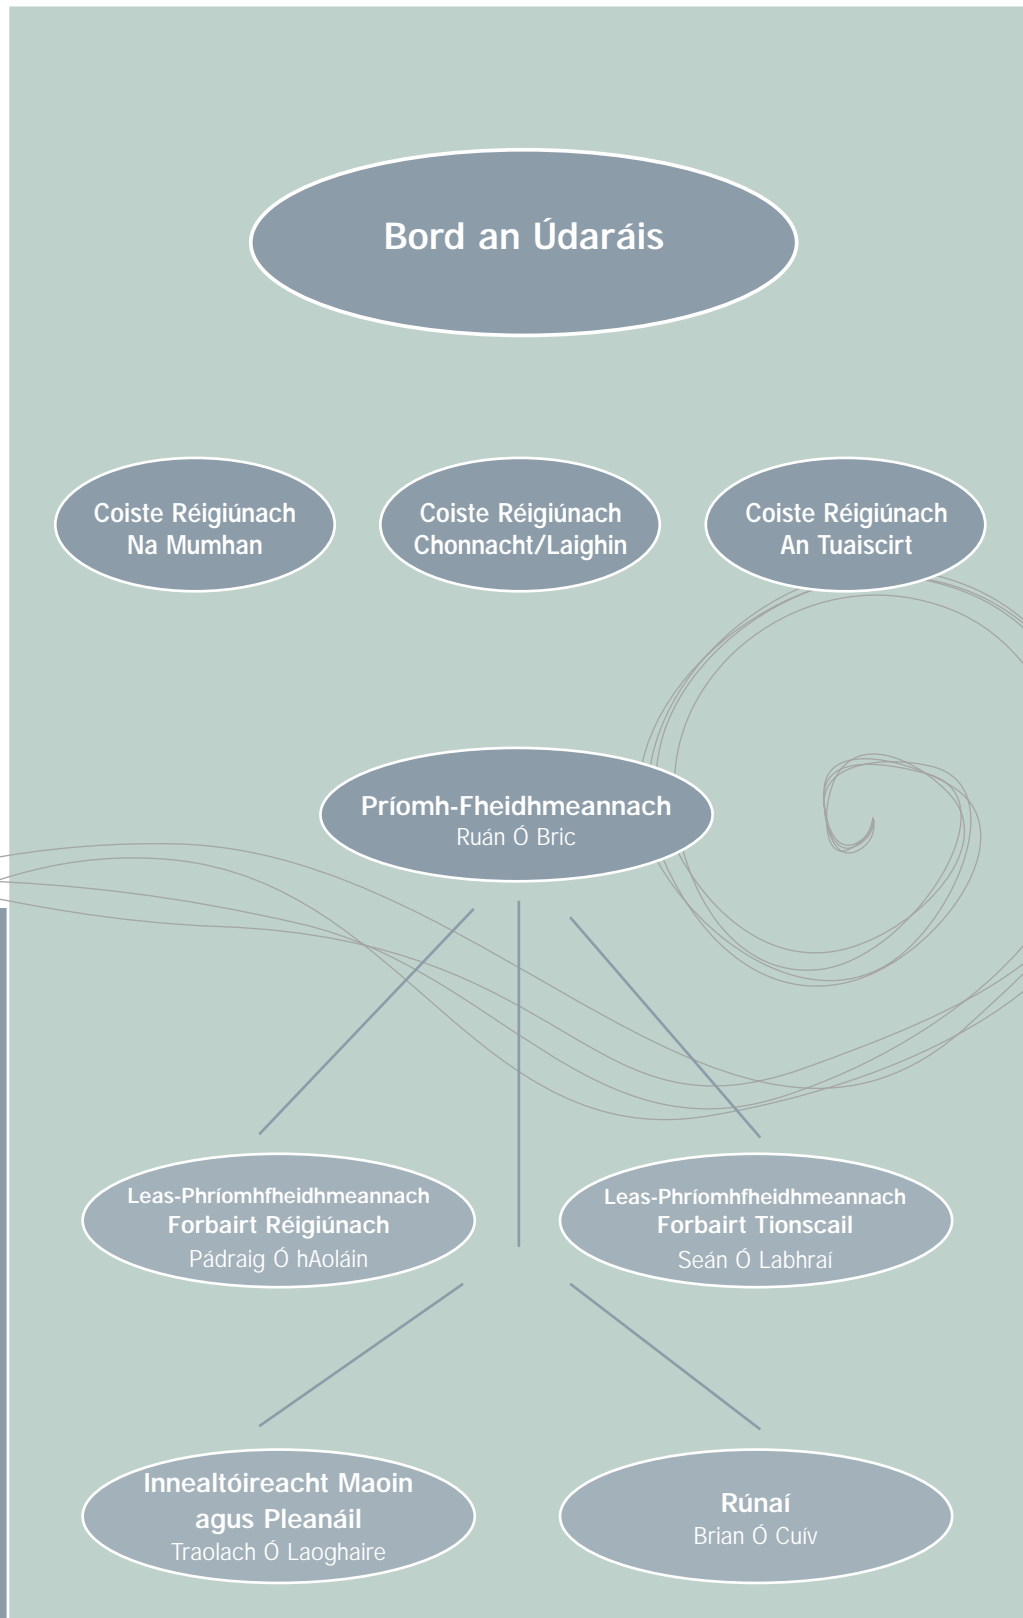 Bord an Údaráis
Coiste Réigiúnach
Na Mumhan
Coiste Réigiúnach
Chonnacht/Laighin
Coiste Réigiúnach
An Tuaiscirt
Príomh-Fheidhmeannach
Ruán Ó Bric
Leas-Phríomhfheidhmeannach
Forbairt Réigiúnach
Pádraig Ó hAoláin
Leas-Phríomhfheidhmeannach
Forbairt Tionscail
Seán Ó Labhraí
Innealtóireacht Maoin
agus Pleanáil
Traolach Ó Laoghaire
Rúnaí
Brian Ó Cuív